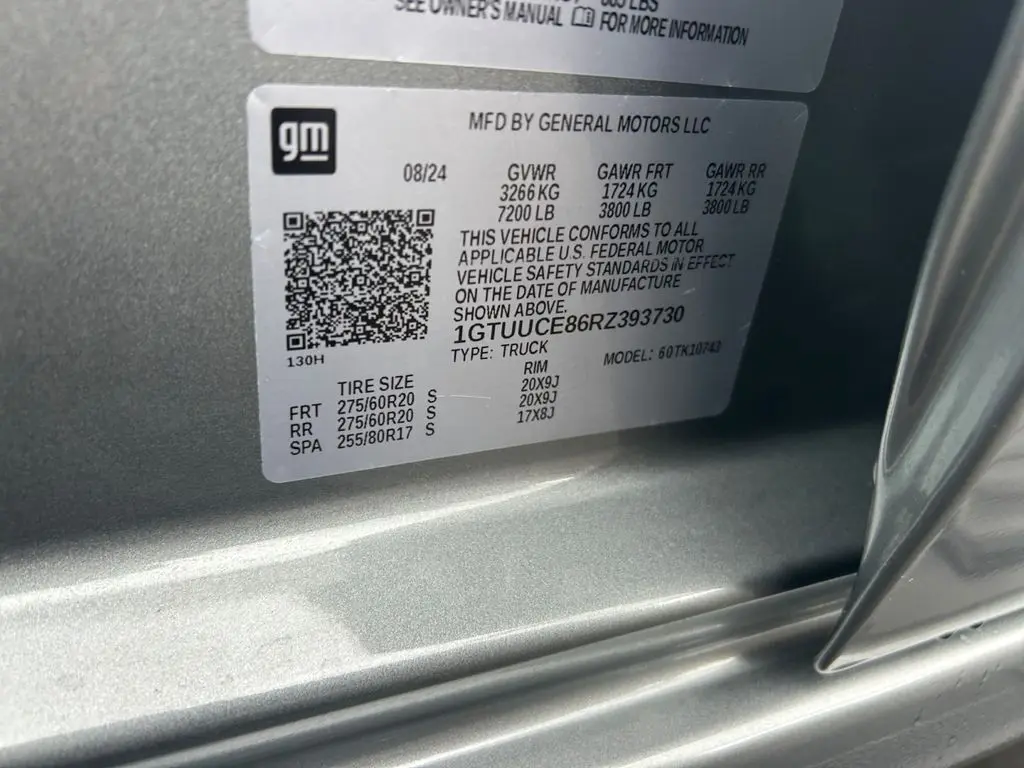 885 LBS
SEE OWNER'S MANUAL FOR MORE INFORMATION
gm
MFD BY GENERAL MOTORS LLC
08/24 GVWR GAWR FRT GAWR RR
3266 KG 1724 KG 1724 KG
7200 LB 3800 LB 3800 LB
THIS VEHICLE CONFORMS TO ALL
APPLICABLE U.S. FEDERAL MOTOR
VEHICLE SAFETY STANDARDS IN EFFECT
ON THE DATE OF MANUFACTURE
SHOWN ABOVE.
1GTUUCE86RZ393730
130H
TYPE: TRUCK MODEL: 60TK10743
TIRE SIZE RIM
FRT 275/60R20 S 20X9J
RR 275/60R20 S 20X9J
SPA 255/80R17 S 17X8J